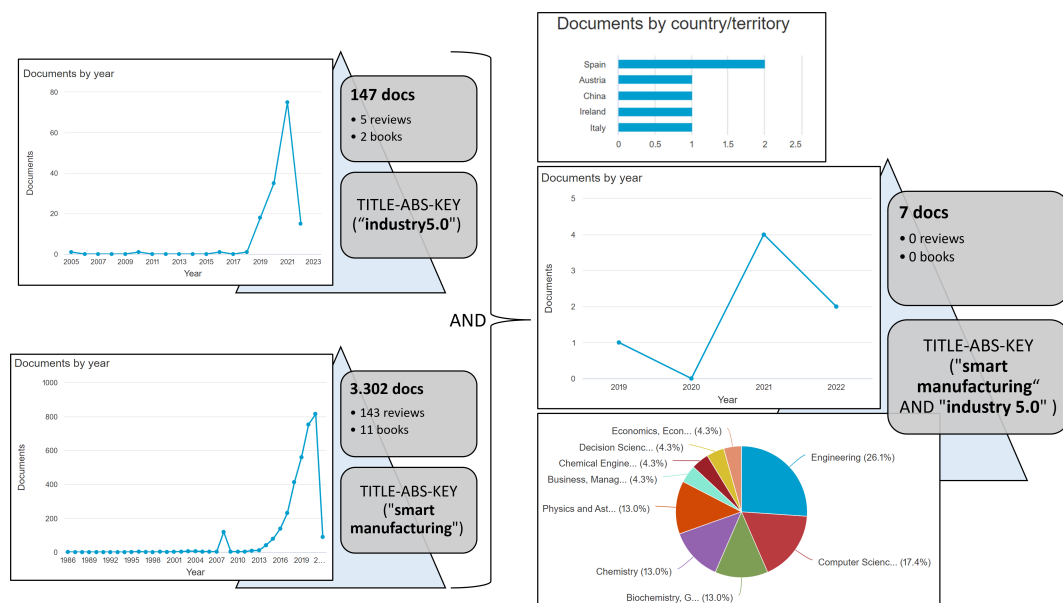 Documents by year
Documents
80
60
40
20
0
2005
2007
2009
2011
2013
2015
2017
2019
2021
2023
Year
147 docs
• 5 reviews
• 2 books
TITLE-ABS-KEY
(“industry5.0")
Documents by year
Documents
1000
800
600
400
200
0
1986
1989
1992
1995
1998
2001
2004
2007
2010
2013
2016
2019
2...
Year
3.302 docs
• 143 reviews
• 11 books
TITLE-ABS-KEY
("smart
manufacturing")
AND
Documents by country/territory
Spain
Austria
China
Ireland
Italy
0
0.5
1
1.5
2
2.5
Documents by year
Documents
5
4
3
2
1
0
2019
2020
2021
2022
Year
7 docs
• 0 reviews
• 0 books
TITLE-ABS-KEY
("smart
manufacturing“
AND "industry 5.0" )
Economics, Econ... (4.3%)
Decision Scienc... (4.3%)
Chemical Engine... (4.3%)
Business, Manag... (4.3%)
Physics and Ast... (13.0%)
Chemistry (13.0%)
Biochemistry, G... (13.0%)
Engineering (26.1%)
Computer Scienc... (17.4%)